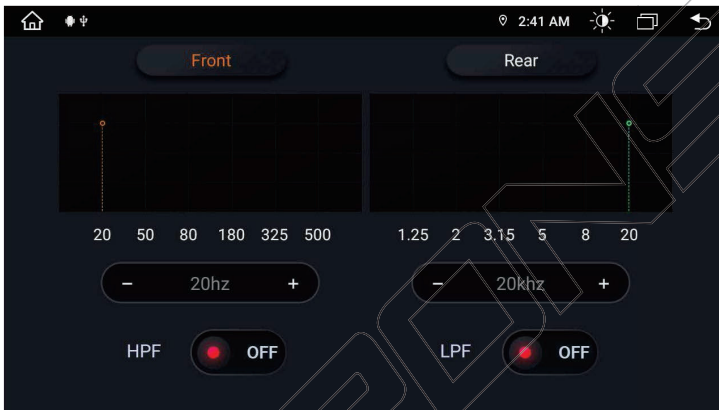 2:41 AM
Front Rear
20 50 80 180 325 500 1.25 2 3.15 5 8 20
− 20hz + − 20khz +
HPF OFF LPF OFF